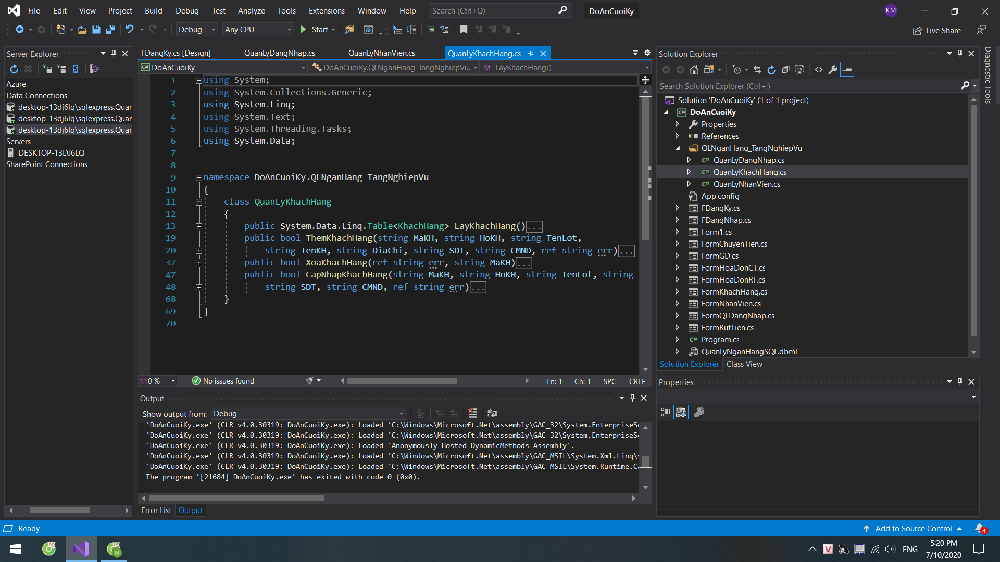 File Edit View Project Build Debug Test Analyze Tools Extensions Window Help Search (Ctrl+Q) DoAnCuoiKy KM
Debug Any CPU Start Live Share
Server Explorer
Azure
Data Connections
desktop-13dj6lq\sqlexpress.Quan
desktop-13dj6lq\sqlexpress.Quan
desktop-13dj6lq\sqlexpress.Quan
Servers
DESKTOP-13DJ6LQ
SharePoint Connections
FDangKy.cs [Design] QuanLyDangNhap.cs QuanLyNhanVien.cs QuanLyKhachHang.cs
DoAnCuoiKy DoAnCuoiKy.QLNganHang_TangNghiepVu. LayKhachHang()
1 using System;
2 using System.Collections.Generic;
3 using System.Linq;
4 using System.Text;
5 using System.Threading.Tasks;
6 using System.Data;
7
8
9 namespace DoAnCuoiKy.QLNganHang_TangNghiepVu
10 {
11 class QuanLyKhachHang
12 {
13 public System.Data.Linq.Table<KhachHang> LayKhachHang()...
19 public bool ThemKhachHang(string MaKH, string HoKH, string TenLot,
20 string TenKH, string DiaChi, string SDT, string CMND, ref string err)...
37 public bool XoaKhachHang(ref string err, string MaKH)...
47 public bool CapNhapKhachHang(string MaKH, string HoKH, string TenLot, string
48 string SDT, string CMND, ref string err)...
68 }
69 }
70
110 % No issues found Ln: 1 Ch: 1 SPC CRLF
Output
Show output from: Debug
'DoAnCuoiKy.exe' (CLR v4.0.30319: DoAnCuoiKy.exe): Loaded 'C:\Windows\Microsoft.Net\assembly\GAC_32\System.EnterpriseSe
'DoAnCuoiKy.exe' (CLR v4.0.30319: DoAnCuoiKy.exe): Loaded 'C:\Windows\Microsoft.Net\assembly\GAC_32\System.EnterpriseSe
'DoAnCuoiKy.exe' (CLR v4.0.30319: DoAnCuoiKy.exe): Loaded 'Anonymously Hosted DynamicMethods Assembly'.
'DoAnCuoiKy.exe' (CLR v4.0.30319: DoAnCuoiKy.exe): Loaded 'C:\Windows\Microsoft.Net\assembly\GAC_MSIL\System.Xml.Linq\v
'DoAnCuoiKy.exe' (CLR v4.0.30319: DoAnCuoiKy.exe): Loaded 'C:\Windows\Microsoft.Net\assembly\GAC_MSIL\System.Runtime.Ca
The program '[21684] DoAnCuoiKy.exe' has exited with code 0 (0x0).
Error List Output
Solution Explorer
Search Solution Explorer (Ctrl+;)
Solution 'DoAnCuoiKy' (1 of 1 project)
DoAnCuoiKy
Properties
References
QLNganHang_TangNghiepVu
QuanLyDangNhap.cs
QuanLyKhachHang.cs
QuanLyNhanVien.cs
App.config
FDangKy.cs
FDangNhap.cs
Form1.cs
FormChuyenTien.cs
FormGD.cs
FormHoaDonCT.cs
FormHoaDonRT.cs
FormKhachHang.cs
FormNhanVien.cs
FormQLDangNhap.cs
FormRutTien.cs
Program.cs
QuanLyNganHangSQL.dbml
Solution Explorer Class View
Properties
Diagnostic Tools
Ready Add to Source Control 4
ENG
5:20 PM
7/10/2020